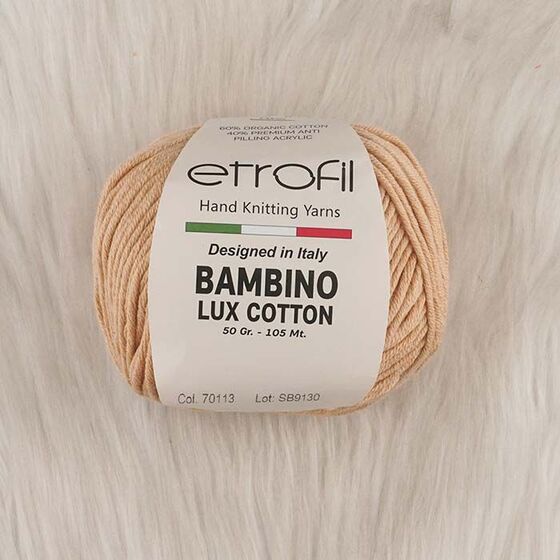 60% ORGANIC COTTON
40% PREMIUM ANTI
PILLING ACRYLIC
etrofil
Hand Knitting Yarns
Designed in Italy
BAMBINO
LUX COTTON
50 Gr. - 105 Mt.
Col. 70113 Lot: SB9130